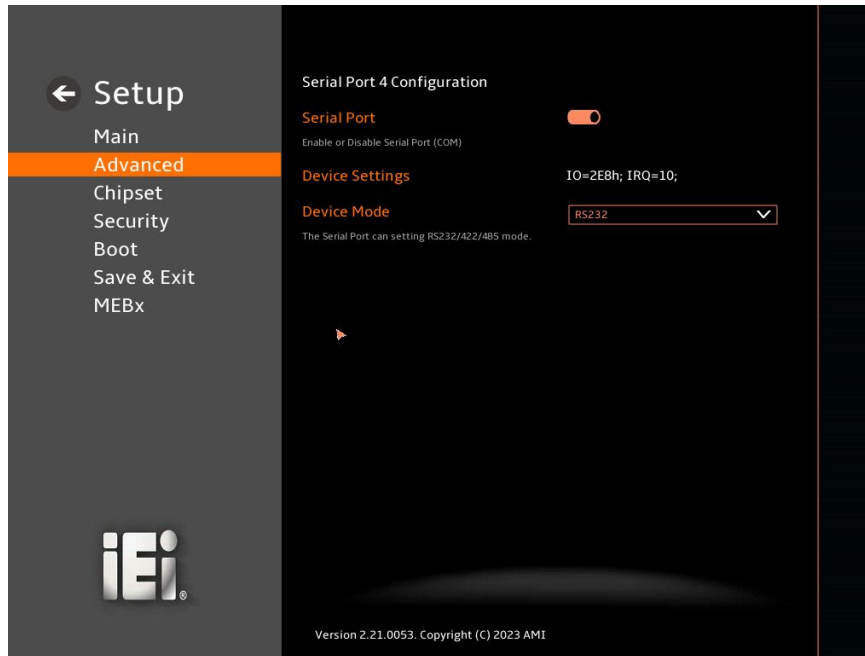 Setup
Main
Advanced
Chipset
Security
Boot
Save & Exit
MEBx
iEi®
Serial Port 4 Configuration
Serial Port
Enable or Disable Serial Port (COM)
Device Settings IO=2E8h; IRQ=10;
Device Mode RS232
The Serial Port can setting RS232/422/485 mode.
Version 2.21.0053. Copyright (C) 2023 AMI